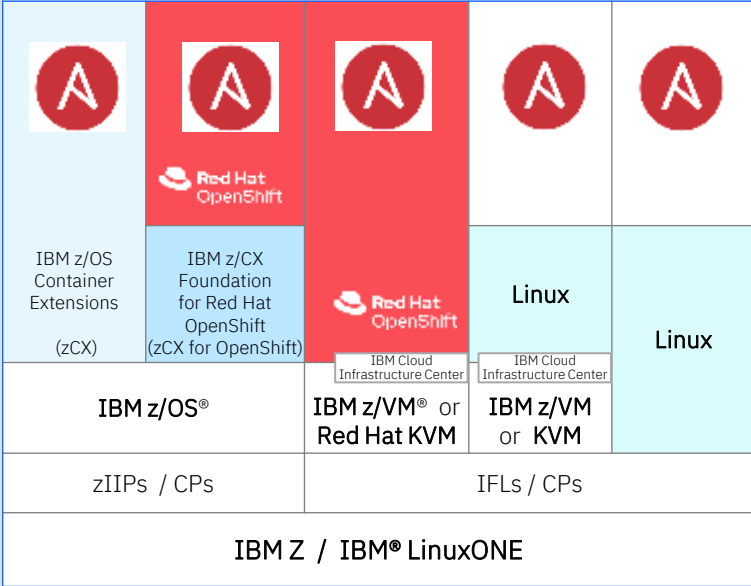 Red Hat
OpenShift
IBM z/OS
Container
Extensions
(zCX)
IBM z/CX
Foundation
for Red Hat
OpenShift
(zCX for OpenShift)
Red Hat
OpenShift
Linux
Linux
IBM Cloud
Infrastructure Center
IBM Cloud
Infrastructure Center
IBM z/OS®
IBM z/VM® or
Red Hat KVM
IBM z/VM
or KVM
zIIPs / CPs
IFLs / CPs
IBM Z / IBM® LinuxONE